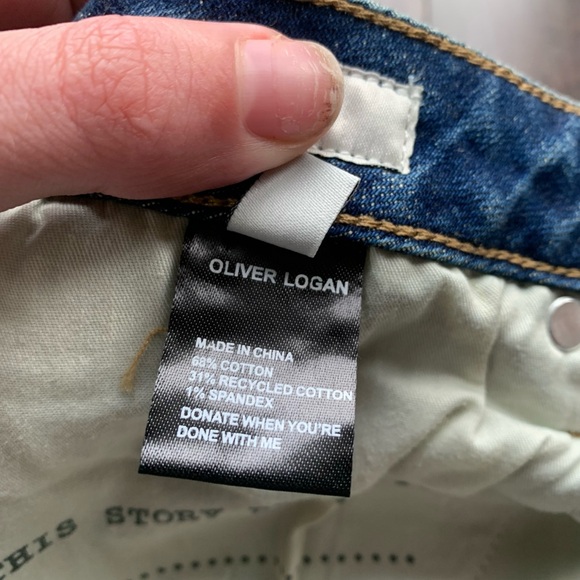 OLIVER LOGAN
MADE IN CHINA
68% COTTON
31% RECYCLED COTTON
1% SPANDEX
DONATE WHEN YOU'RE
DONE WITH ME
THIS STORY